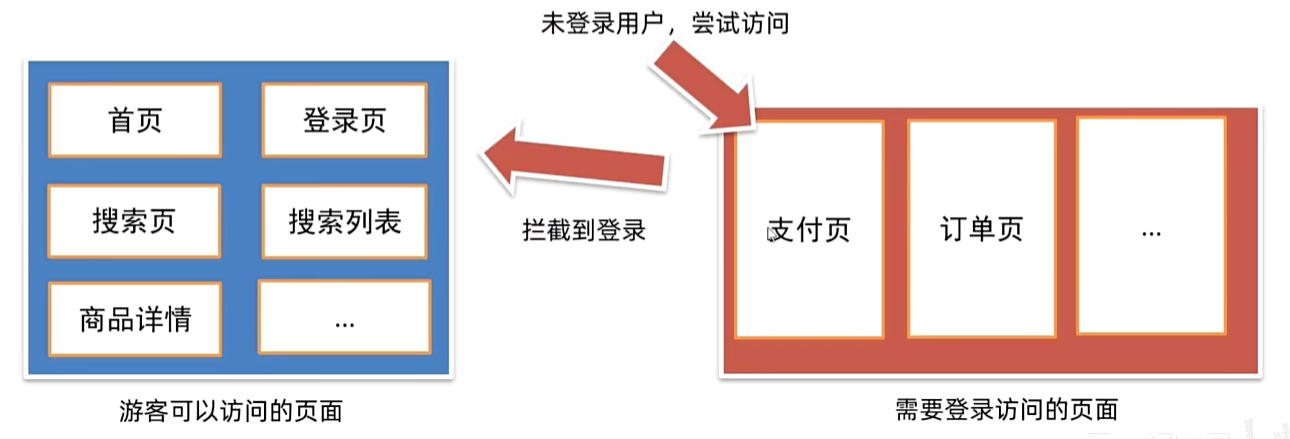 未登录用户，尝试访问
首页
登录页
搜索页
搜索列表
商品详情
...
拦截到登录
支付页
订单页
...
游客可以访问的页面
需要登录访问的页面